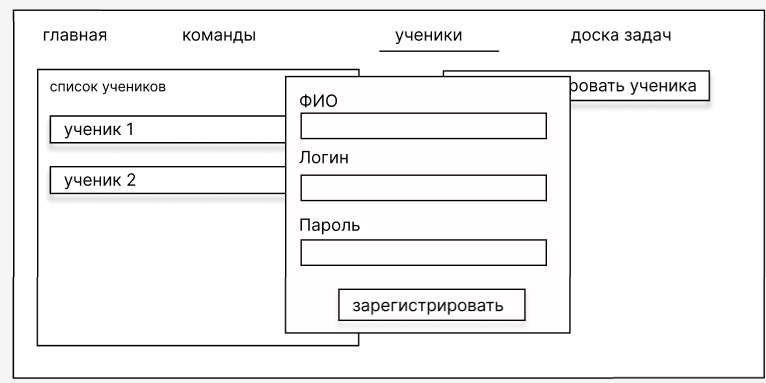 главная команды ученики доска задач
список учеников
ученик 1
ученик 2
ровать ученика
ФИО
Логин
Пароль
зарегистрировать